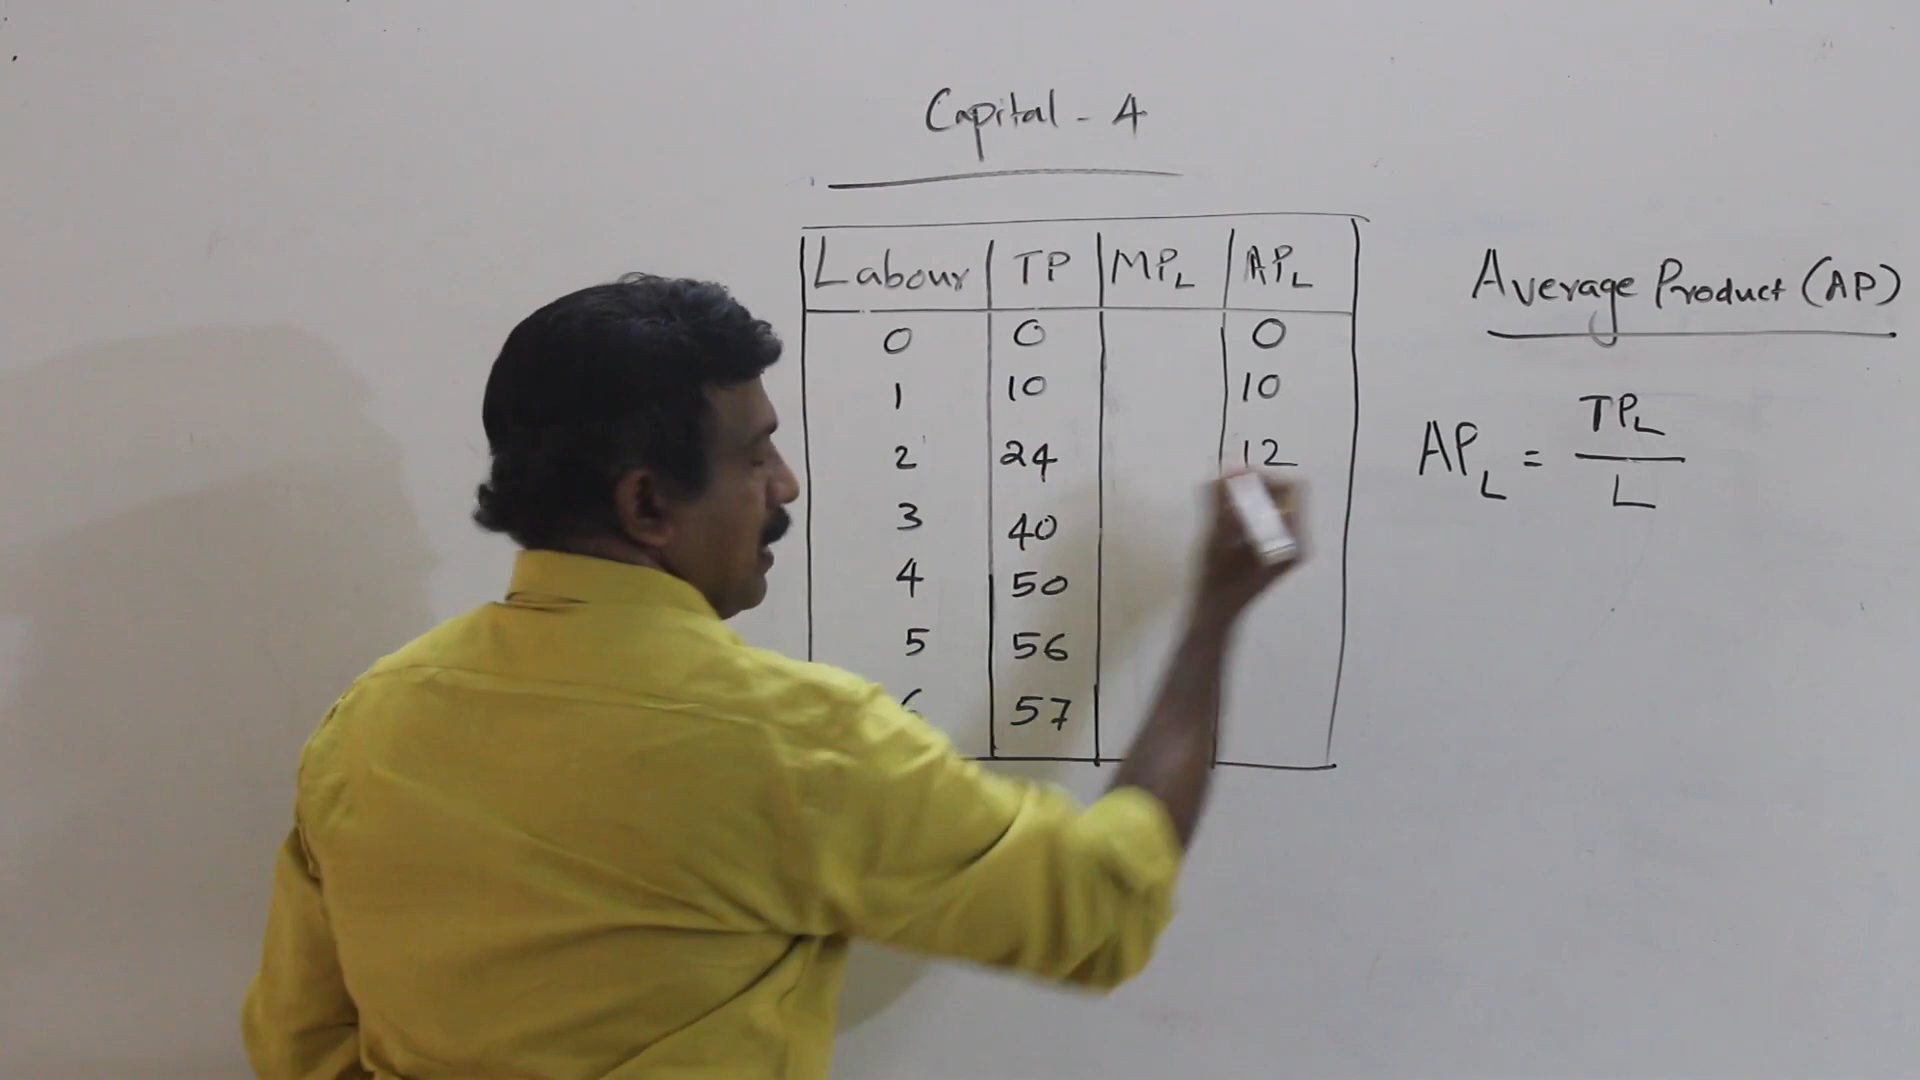 Capital - 4
Labour TP MPL APL
0 0 0
1 10 10
2 24 12
3 40
4 50
5 56
57
Average Product (AP)
APL = TPL / L